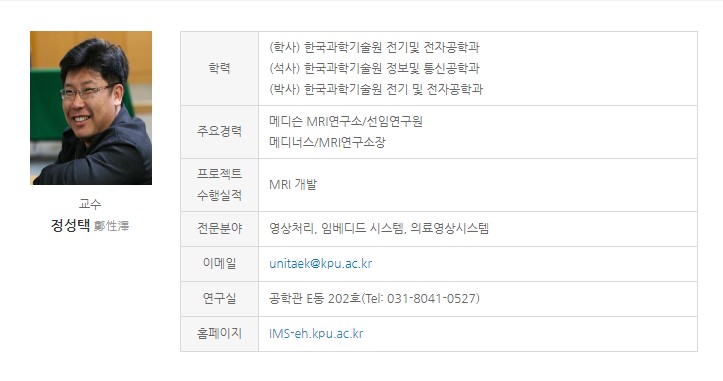 교수
정성택 鄭性澤
학력
(학사) 한국과학기술원 전기및 전자공학과
(석사) 한국과학기술원 정보및 통신공학과
(박사) 한국과학기술원 전기 및 전자공학과
주요경력
메디슨 MRI연구소/선임연구원
메디너스/MRI연구소장
프로젝트
수행실적
MRI 개발
전문분야
영상처리, 임베디드 시스템, 의료영상시스템
이메일
unitaek@kpu.ac.kr
연구실
공학관 E동 202호(Tel: 031-8041-0527)
홈페이지
IMS-eh.kpu.ac.kr